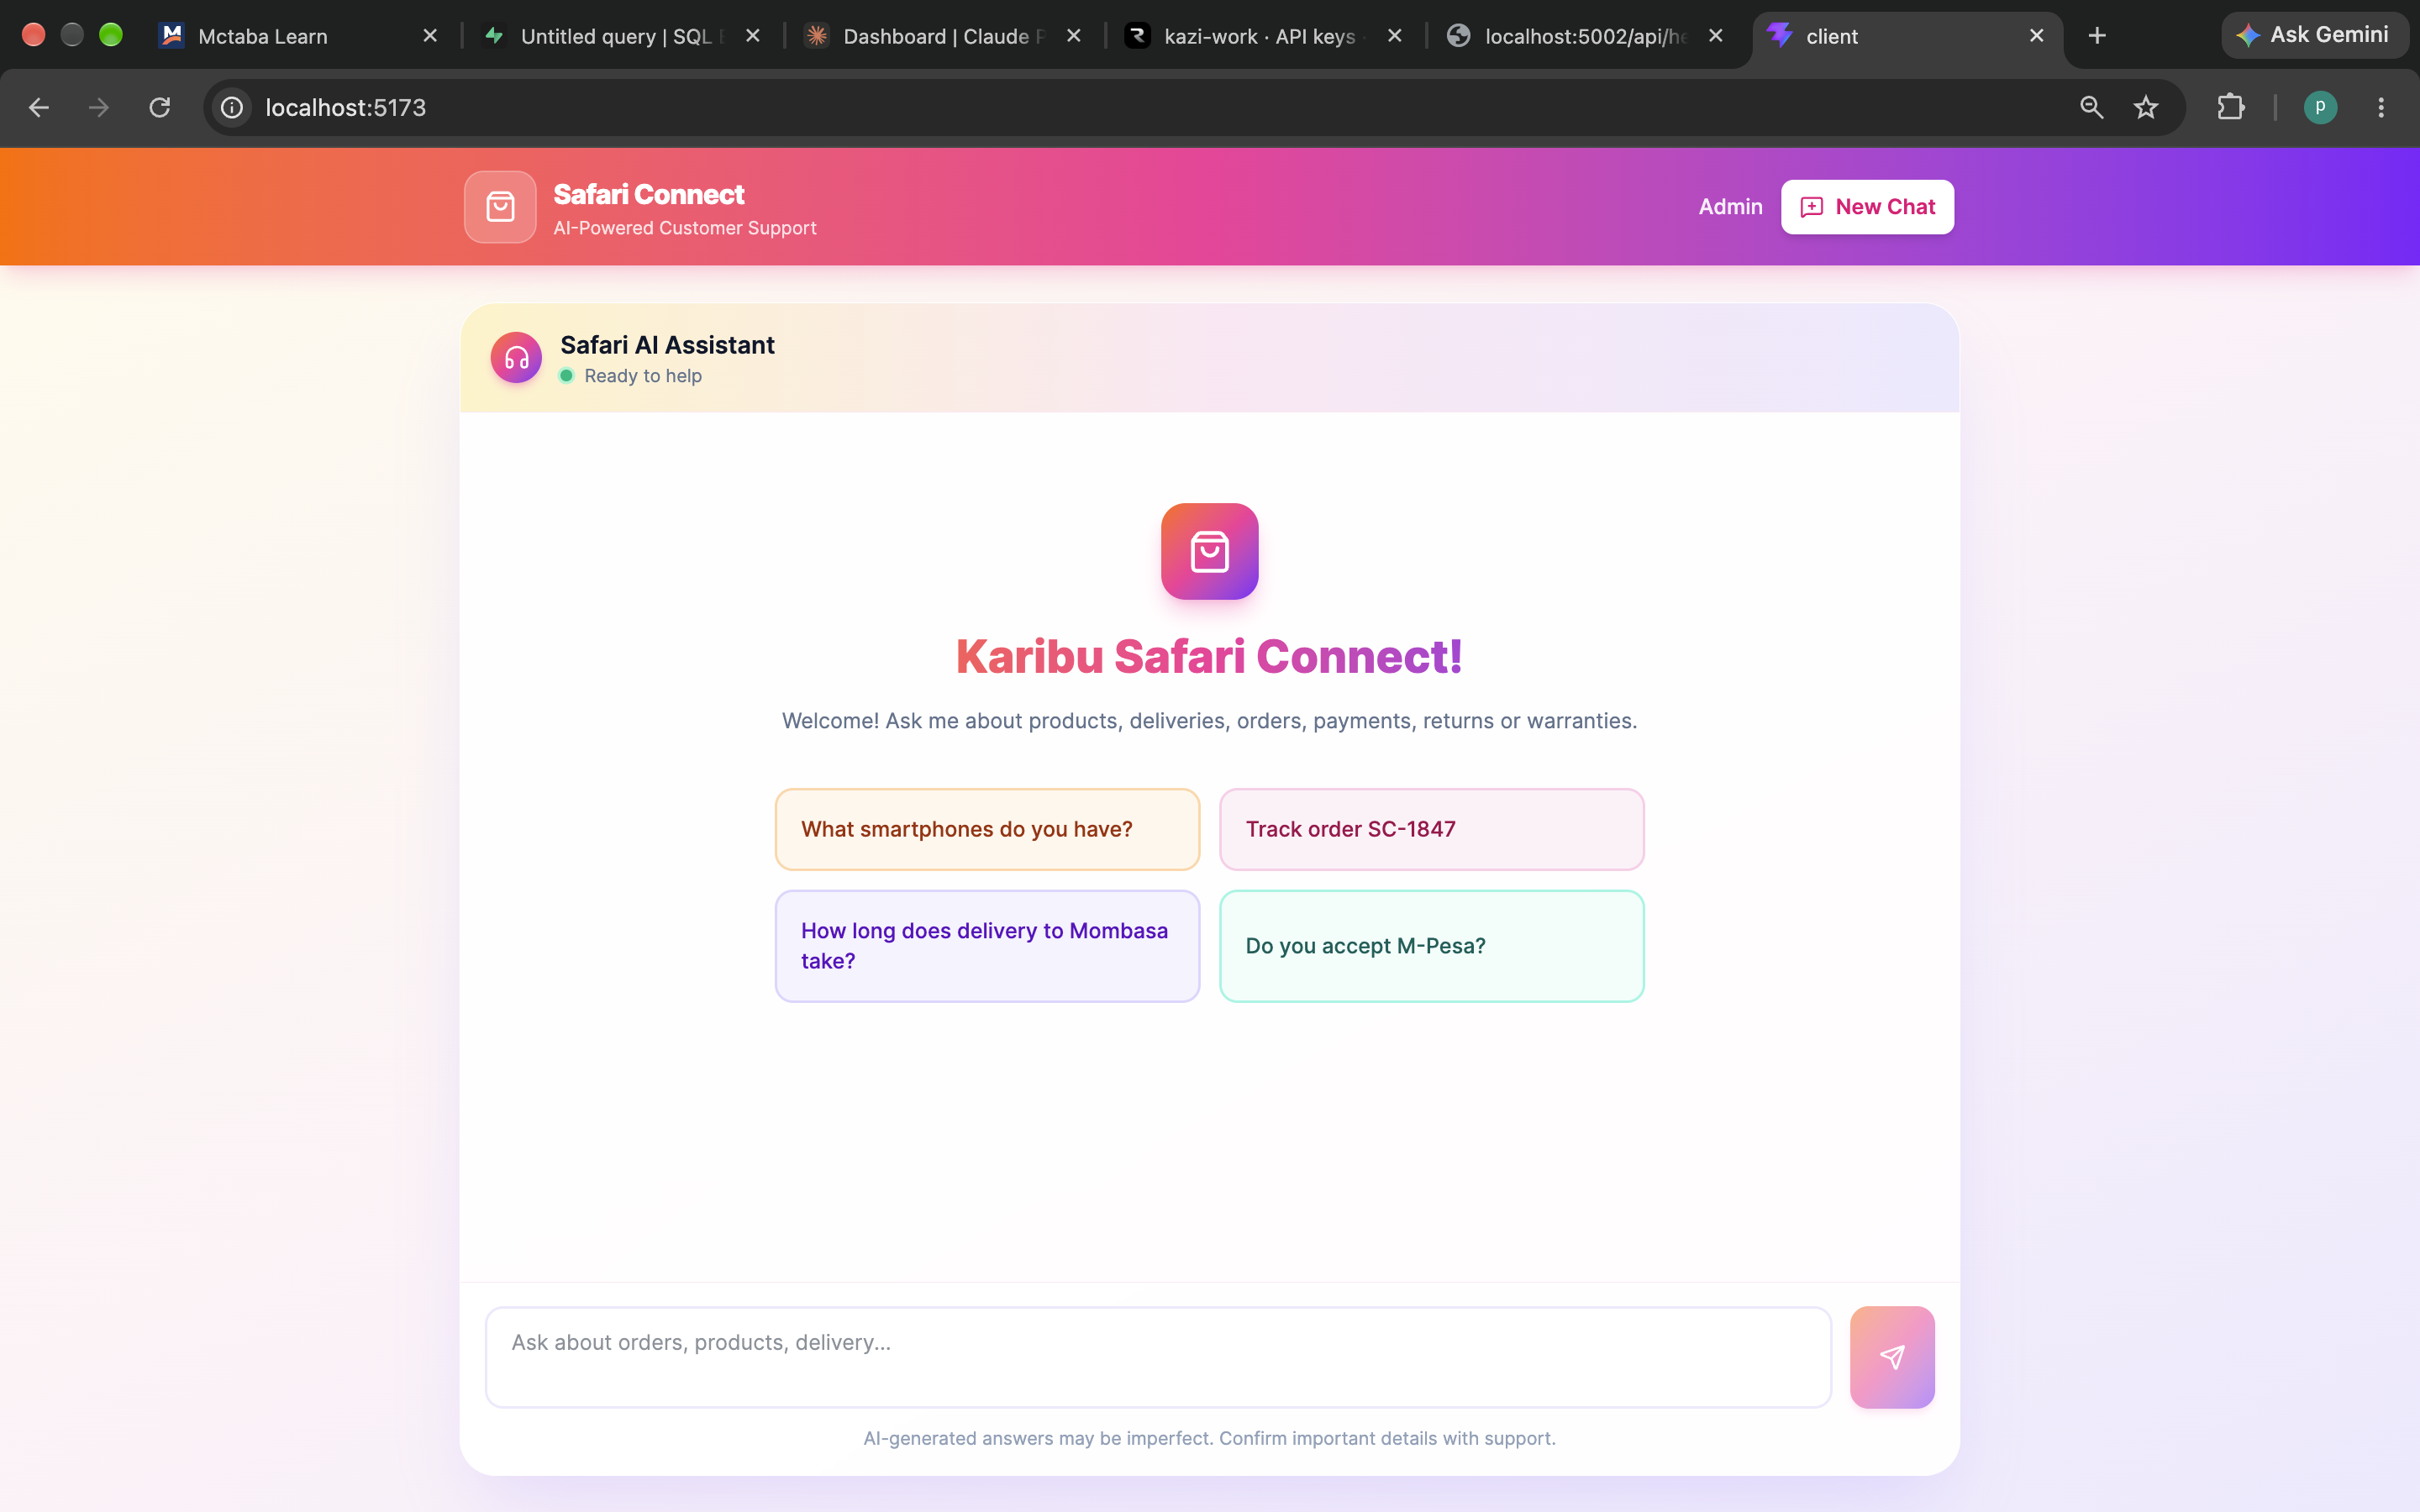 Mctaba Learn
Untitled query | SQL
Dashboard | Claude
kazi-work · API keys
localhost:5002/api/he
client
Ask Gemini
localhost:5173
p
Safari Connect
AI-Powered Customer Support
Admin
New Chat
Safari AI Assistant
Ready to help
Karibu Safari Connect!
Welcome! Ask me about products, deliveries, orders, payments, returns or warranties.
What smartphones do you have?
Track order SC-1847
How long does delivery to Mombasa
take?
Do you accept M-Pesa?
Ask about orders, products, delivery...
AI-generated answers may be imperfect. Confirm important details with support.